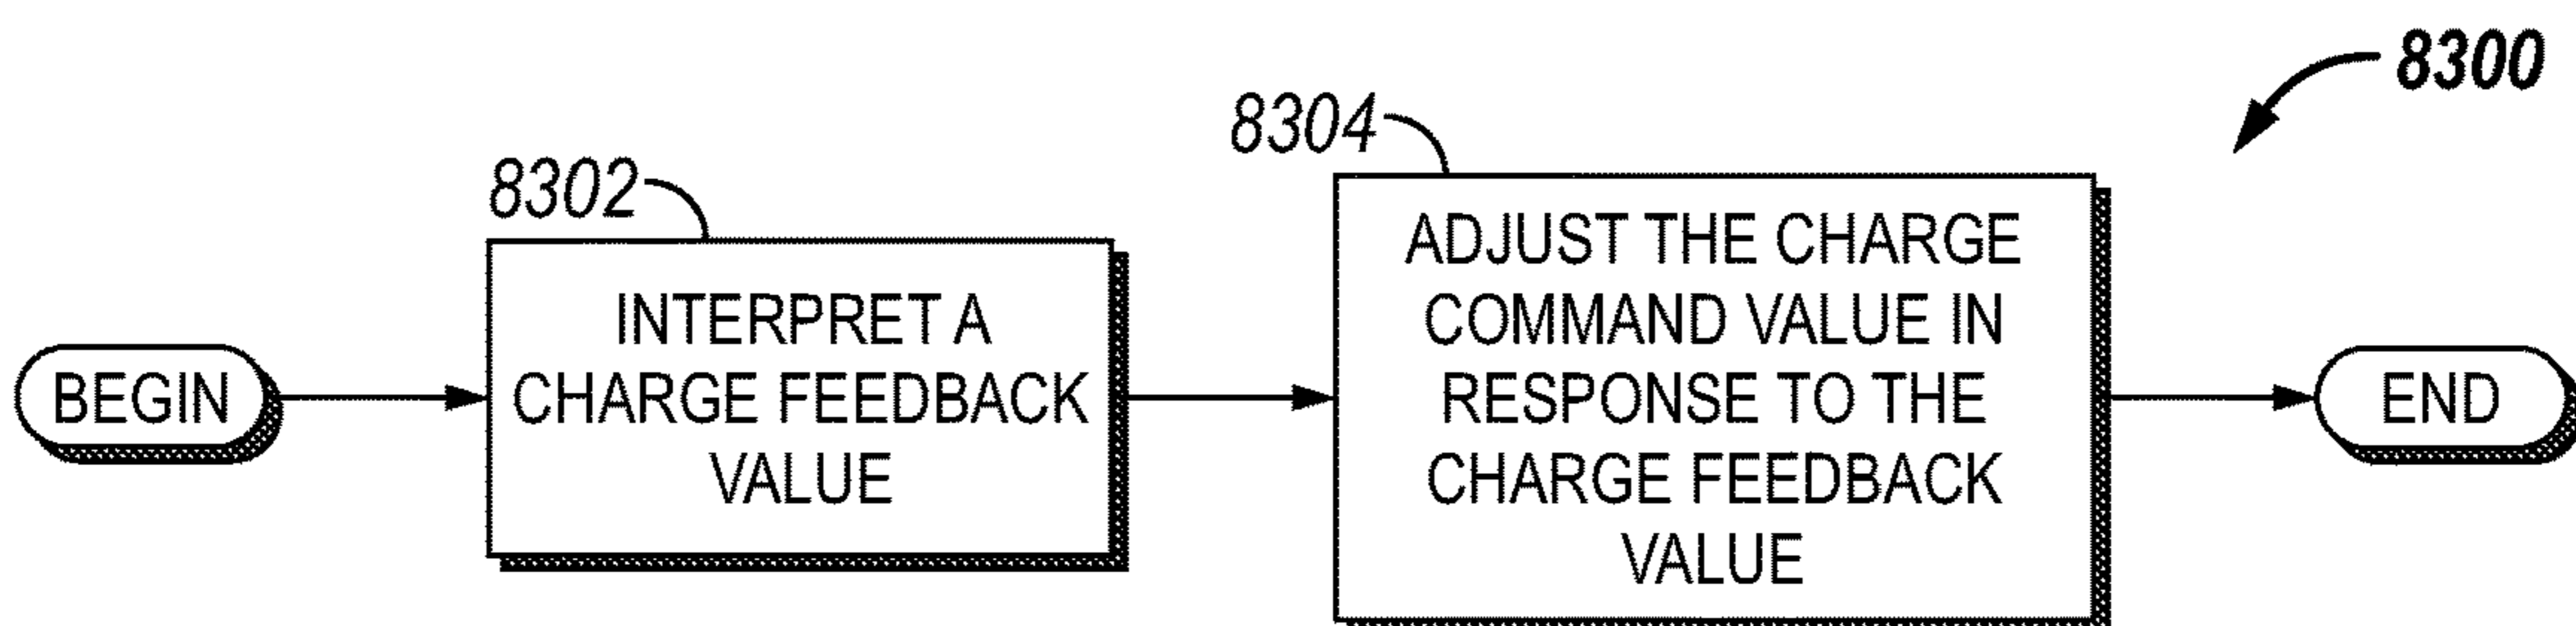 8300
8302
8304
BEGIN
INTERPRET A
CHARGE FEEDBACK
VALUE
ADJUST THE CHARGE
COMMAND VALUE IN
RESPONSE TO THE
CHARGE FEEDBACK
VALUE
END